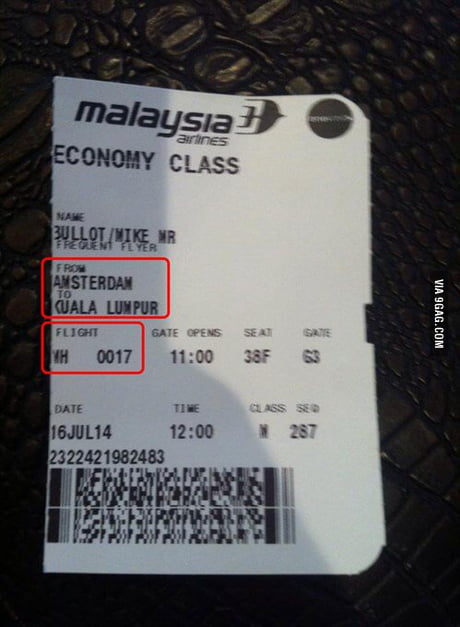 malaysia
airlines
ECONOMY CLASS
NAME
BULLOT/MIKE MR
FREQUENT FLYER
FROM
AMSTERDAM
TO
KUALA LUMPUR
FLIGHT GATE OPENS SEAT GATE
MH 0017 11:00 38F G3
DATE TIME CLASS SEQ
16JUL14 12:00 N 287
2322421982483
VIA 9GAG.COM